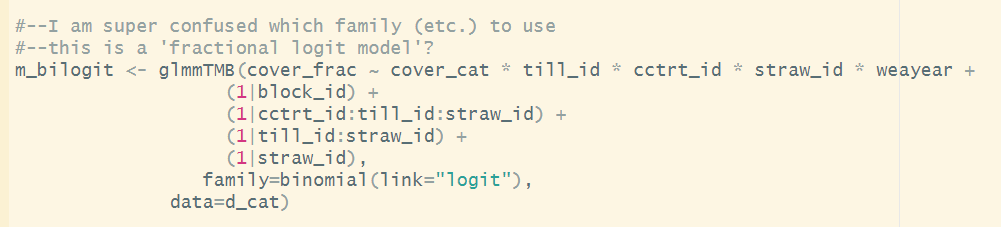 #--I am super confused which family (etc.) to use
#--this is a 'fractional logit model'?
m_bilogit <- glmmTMB(cover_frac ~ cover_cat * till_id * cctrt_id * straw_id * weayear +
(1|block_id) +
(1|cctrt_id:till_id:straw_id) +
(1|till_id:straw_id) +
(1|straw_id),
family=binomial(link="logit"),
data=d_cat)